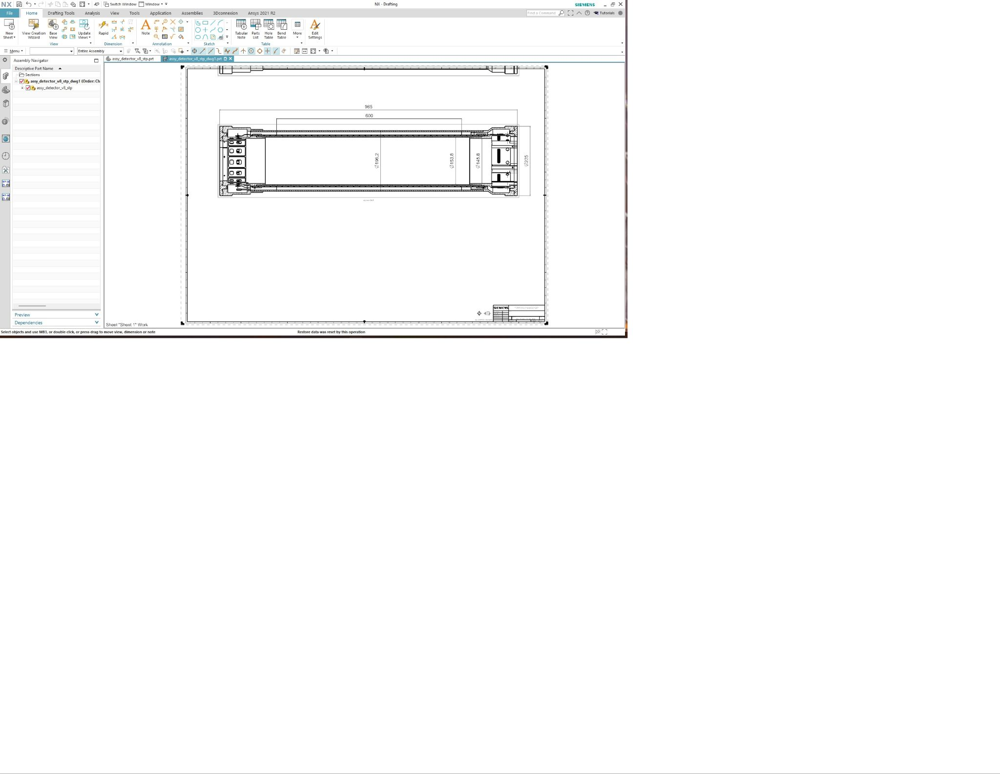 NX Switch Window Window NX - Drafting SIEMENS
File Home Drafting Tools Analysis View Tools Application Assemblies 3Dconnexion Ansys 2021 R2 Find a Command Tutorials
New Sheet
View Creation Wizard
Base View
Update Views
Rapid
Note
Tabular Note
Parts List
Hole Table
Bend Table
More
Edit Settings
View Dimension Annotation Sketch Table
Menu Entire Assembly
Assembly Navigator
assy_detector_v8_stp.prt assy_detector_v8_stp_dwg1.prt
Descriptive Part Name
Sections
assy_detector_v8_stp_dwg1 (Order: Ch
assy_detector_v8_stp
965
600
Ø196,2
Ø153,8
Ø145,8
Ø225
SIEMENS
Preview
Dependencies
Sheet "Sheet 1" Work
Select objects and use MB3, or double-click, or press-drag to move view, dimension or note Restore data was reset by this operation